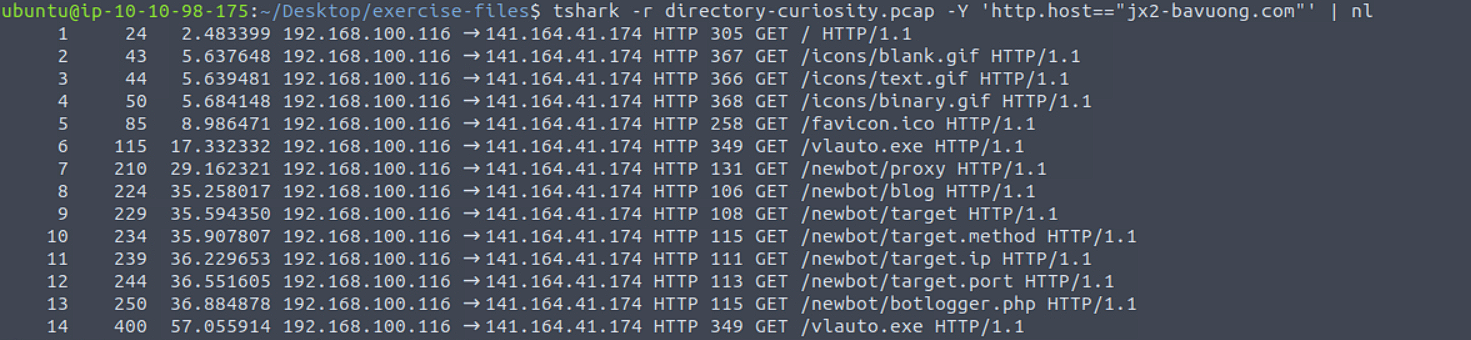 ubuntu@ip-10-10-98-175:~/Desktop/exercise-files$ tshark -r directory-curiosity.pcap -Y 'http.host=="jx2-bavuong.com"' | nl
1 24 2.483399 192.168.100.116 → 141.164.41.174 HTTP 305 GET / HTTP/1.1
2 43 5.637648 192.168.100.116 → 141.164.41.174 HTTP 367 GET /icons/blank.gif HTTP/1.1
3 44 5.639481 192.168.100.116 → 141.164.41.174 HTTP 366 GET /icons/text.gif HTTP/1.1
4 50 5.684148 192.168.100.116 → 141.164.41.174 HTTP 368 GET /icons/binary.gif HTTP/1.1
5 85 8.986471 192.168.100.116 → 141.164.41.174 HTTP 258 GET /favicon.ico HTTP/1.1
6 115 17.332332 192.168.100.116 → 141.164.41.174 HTTP 349 GET /vlauto.exe HTTP/1.1
7 210 29.162321 192.168.100.116 → 141.164.41.174 HTTP 131 GET /newbot/proxy HTTP/1.1
8 224 35.258017 192.168.100.116 → 141.164.41.174 HTTP 106 GET /newbot/blog HTTP/1.1
9 229 35.594350 192.168.100.116 → 141.164.41.174 HTTP 108 GET /newbot/target HTTP/1.1
10 234 35.907807 192.168.100.116 → 141.164.41.174 HTTP 115 GET /newbot/target.method HTTP/1.1
11 239 36.229653 192.168.100.116 → 141.164.41.174 HTTP 111 GET /newbot/target.ip HTTP/1.1
12 244 36.551605 192.168.100.116 → 141.164.41.174 HTTP 113 GET /newbot/target.port HTTP/1.1
13 250 36.884878 192.168.100.116 → 141.164.41.174 HTTP 115 GET /newbot/botlogger.php HTTP/1.1
14 400 57.055914 192.168.100.116 → 141.164.41.174 HTTP 349 GET /vlauto.exe HTTP/1.1